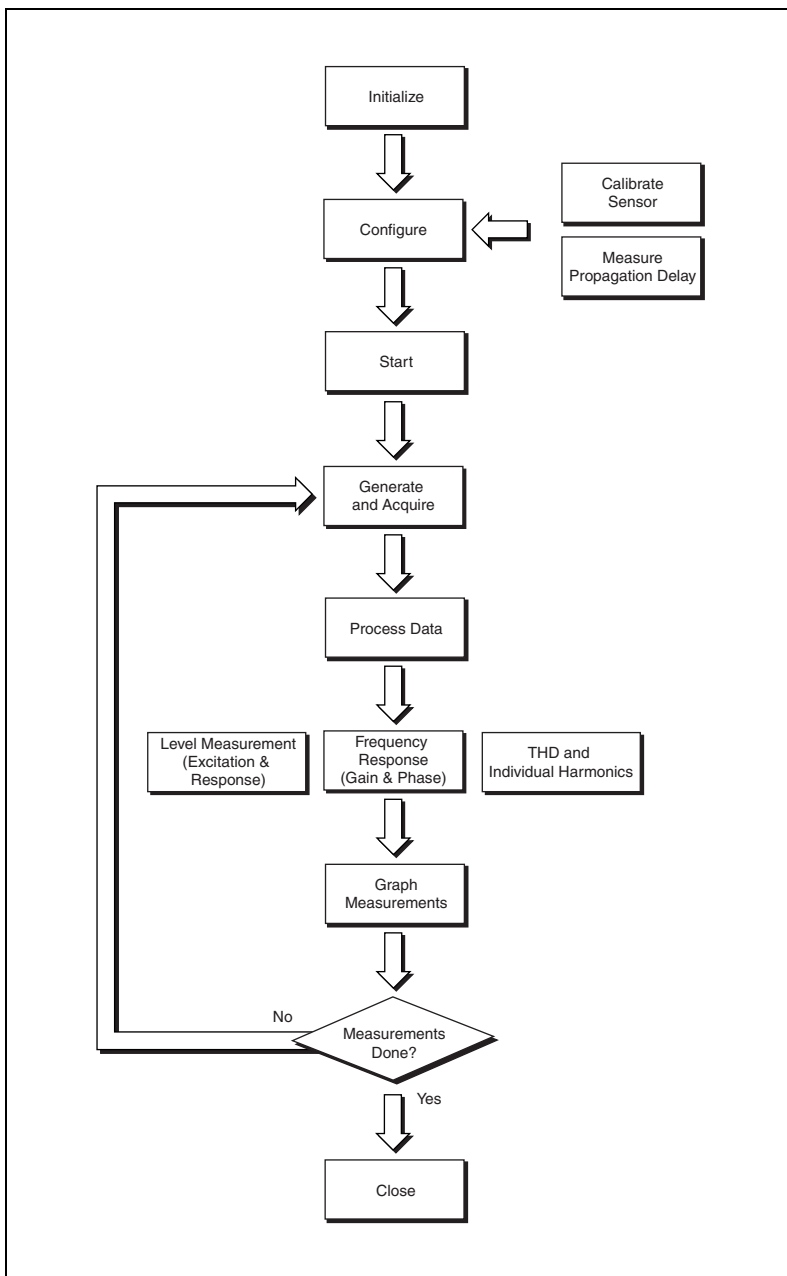 Initialize
Calibrate
Sensor
Configure
Measure
Propagation Delay
Start
Generate
and Acquire
Process Data
Level Measurement
(Excitation &
Response)
Frequency
Response
(Gain & Phase)
THD and
Individual Harmonics
Graph
Measurements
No
Measurements
Done?
Yes
Close